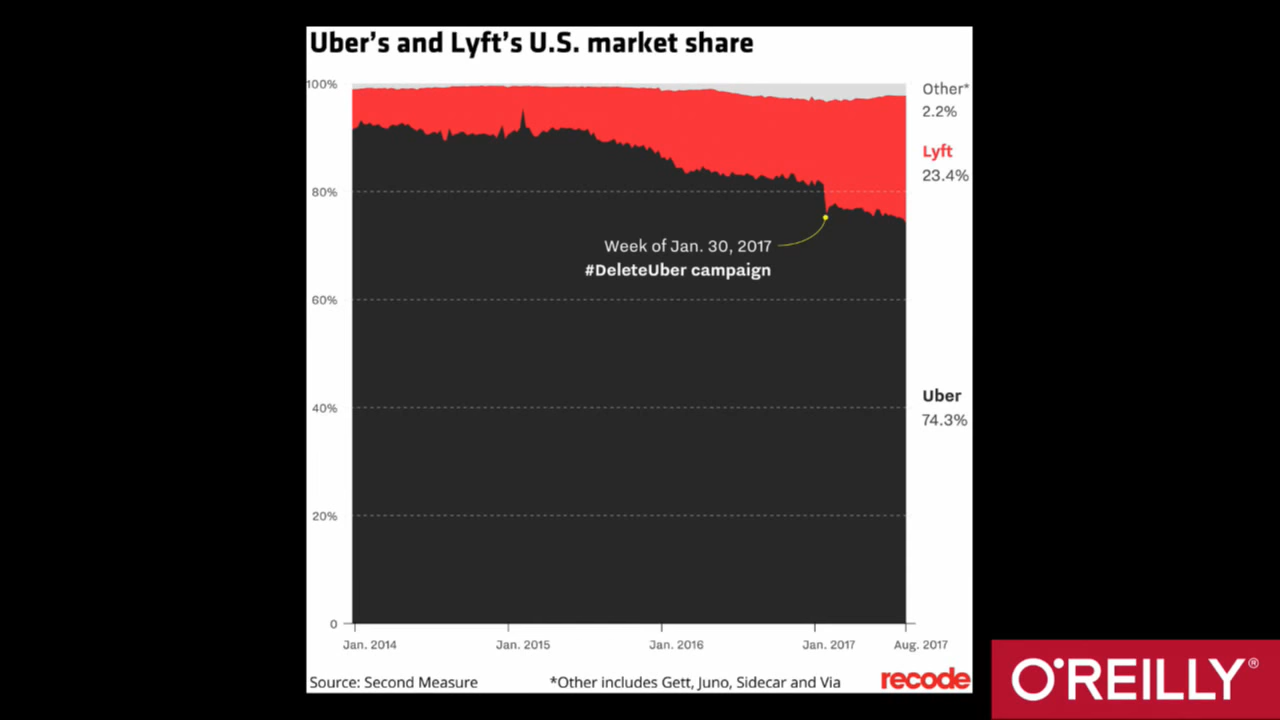 Uber's and Lyft's U.S. market share
100%
80%
60%
40%
20%
0
Other*
2.2%
Lyft
23.4%
Uber
74.3%
Week of Jan. 30, 2017
#DeleteUber campaign
Jan. 2014
Jan. 2015
Jan. 2016
Jan. 2017
Aug. 2017
Source: Second Measure
*Other includes Gett, Juno, Sidecar and Via
recode
O'REILLY®